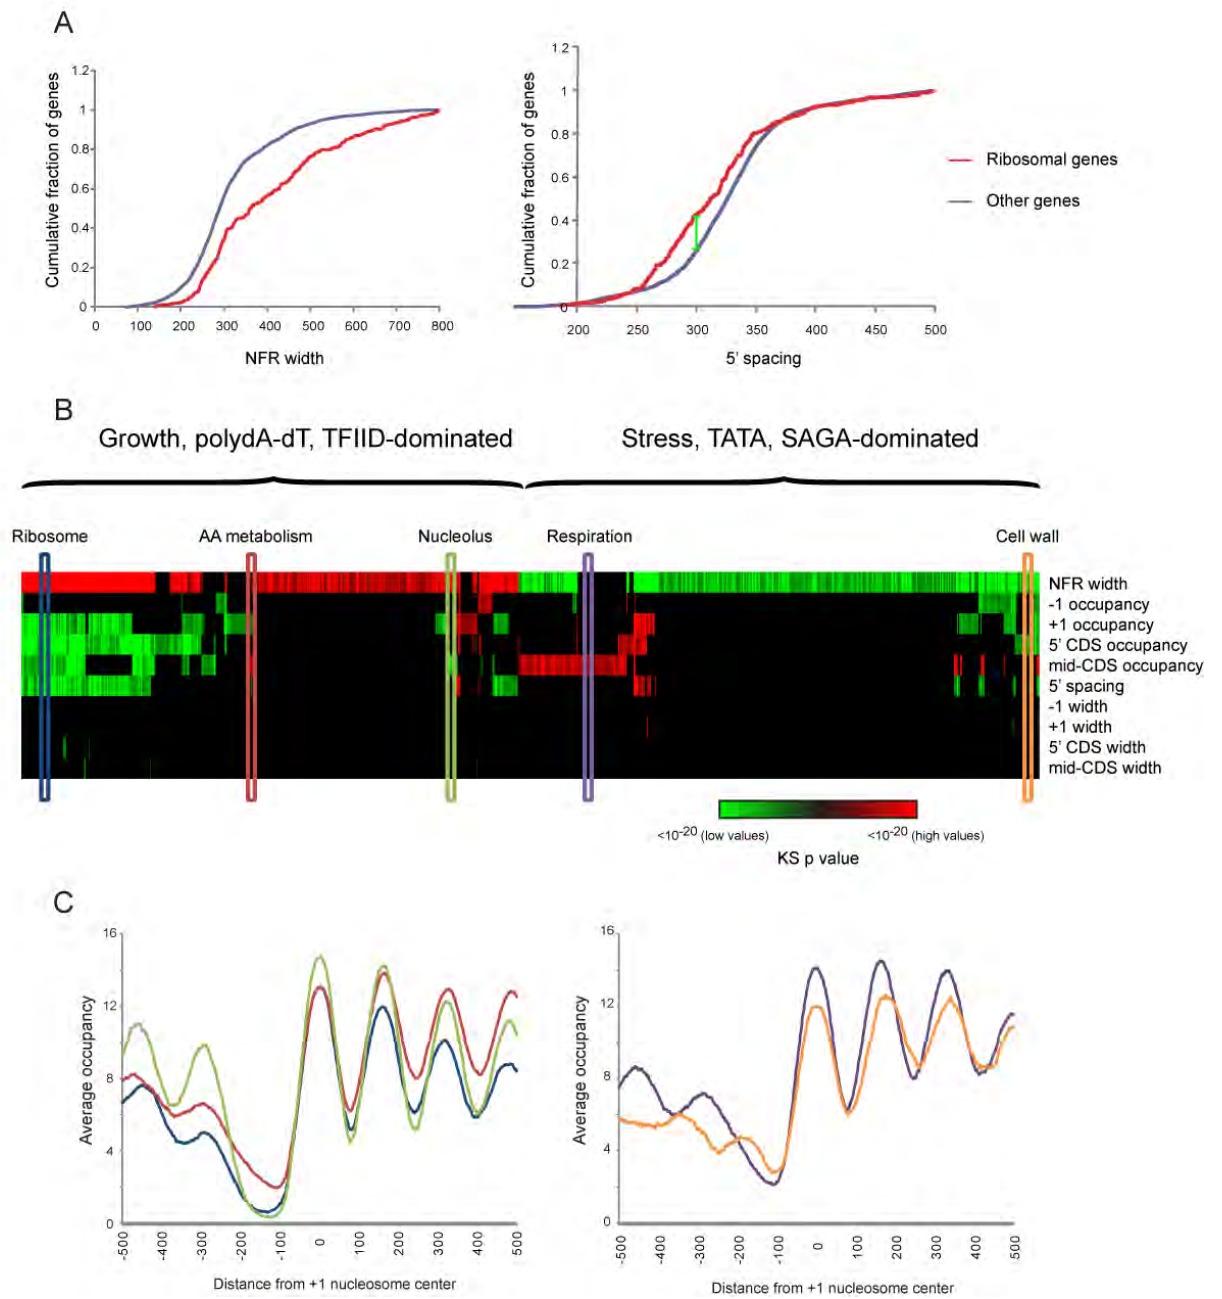 A
Cumulative fraction of genes
1.2
1
0.8
0.6
0.4
0.2
0
0 100 200 300 400 500 600 700 800
NFR width
Cumulative fraction of genes
1.2
1
0.8
0.6
0.4
0.2
0
200 250 300 350 400 450 500
5' spacing
Ribosomal genes
Other genes
B
Growth, polydA-dT, TFIID-dominated
Stress, TATA, SAGA-dominated
Ribosome AA metabolism Nucleolus Respiration Cell wall
NFR width
-1 occupancy
+1 occupancy
5' CDS occupancy
mid-CDS occupancy
5' spacing
-1 width
+1 width
5' CDS width
mid-CDS width
<10-20 (low values) <10-20 (high values)
KS p value
C
Average occupancy
16
12
8
4
0
-500 -400 -300 -200 -100 0 100 200 300 400 500
Distance from +1 nucleosome center
Average occupancy
16
12
8
4
0
-500 -400 -300 -200 -100 0 100 200 300 400 500
Distance from +1 nucleosome center